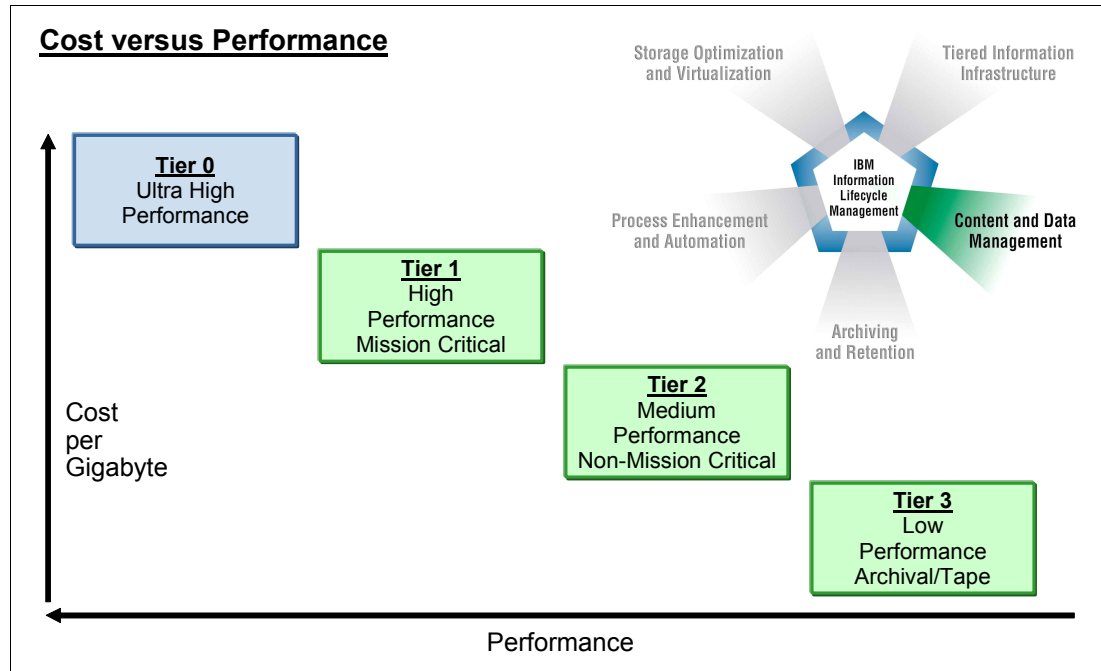 Cost versus Performance
Storage Optimization
and Virtualization
Tiered Information
Infrastructure
IBM
Information
Lifecycle
Management
Process Enhancement
and Automation
Content and Data
Management
Archiving
and Retention
Tier 0
Ultra High
Performance
Tier 1
High
Performance
Mission Critical
Tier 2
Medium
Performance
Non-Mission Critical
Tier 3
Low
Performance
Archival/Tape
Cost
per
Gigabyte
Performance